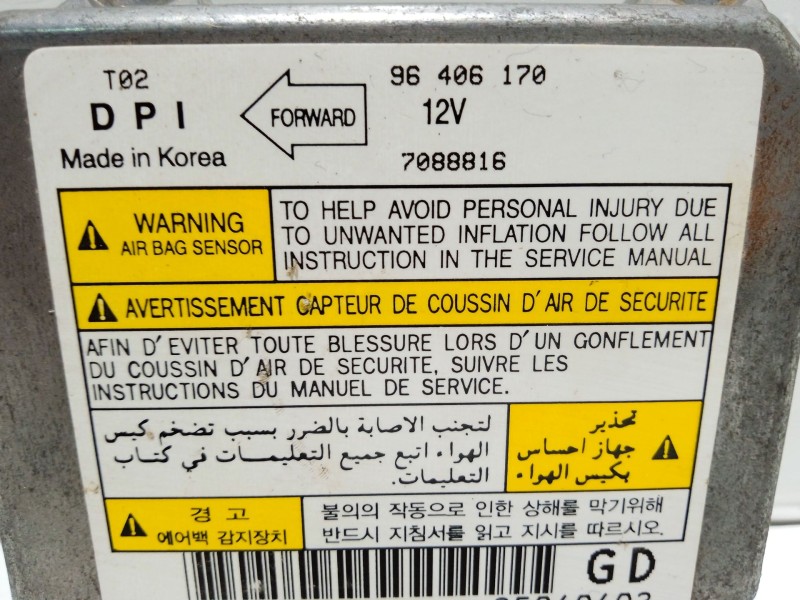 T02 96 406 170
D P I FORWARD 12V
Made in Korea 7088816
WARNING
AIR BAG SENSOR
TO HELP AVOID PERSONAL INJURY DUE
TO UNWANTED INFLATION FOLLOW ALL
INSTRUCTION IN THE SERVICE MANUAL
AVERTISSEMENT CAPTEUR DE COUSSIN D'AIR DE SECURITE
AFIN D'EVITER TOUTE BLESSURE LORS D'UN GONFLEMENT
DU COUSSIN D'AIR DE SECURITE, SUIVRE LES
INSTRUCTIONS DU MANUEL DE SERVICE.
تحذير
جهاز احساس
بكيس الهواء
لتجنب الاصابة بالضرر بسبب تضخم كيس
الهواء اتبع جميع التعليمات في كتاب
التعليمات.
경 고
에어백 감지장치
불의의 작동으로 인한 상해를 막기위해
반드시 지침서를 읽고 지시를 따르시오.
GD